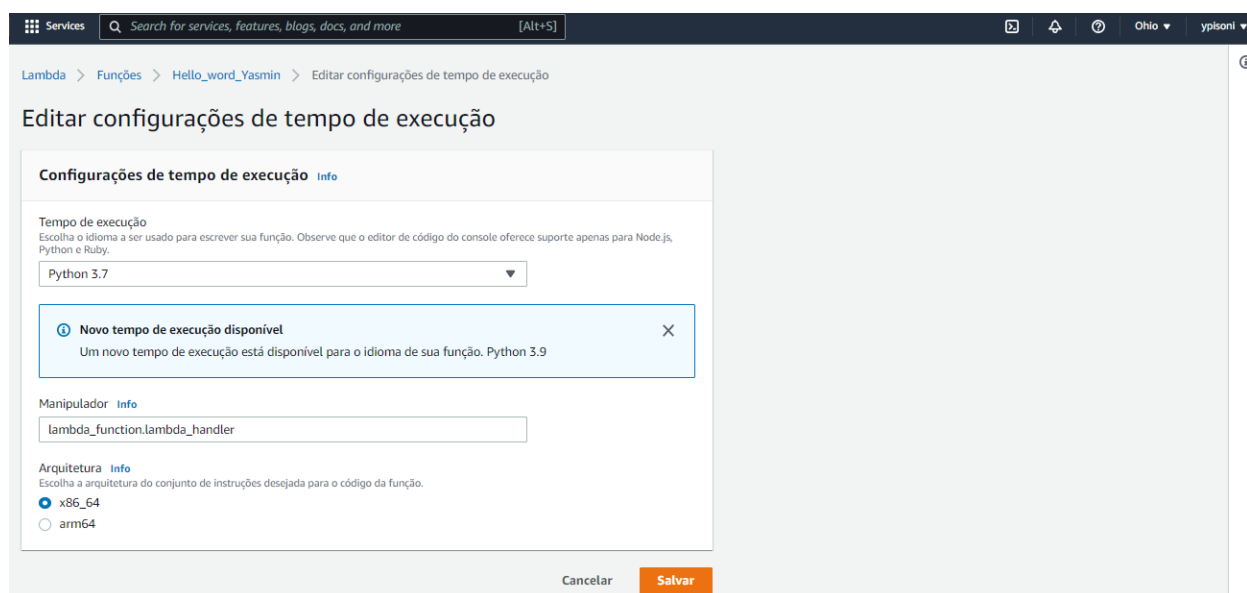 Services Search for services, features, blogs, docs, and more [Alt+S] Ohio ypisoni
Lambda > Funções > Hello_word_Yasmin > Editar configurações de tempo de execução
Editar configurações de tempo de execução
Configurações de tempo de execução Info
Tempo de execução
Escolha o idioma a ser usado para escrever sua função. Observe que o editor de código do console oferece suporte apenas para Node.js,
Python e Ruby.
Python 3.7
Novo tempo de execução disponível
Um novo tempo de execução está disponível para o idioma de sua função. Python 3.9
Manipulador Info
lambda_function.lambda_handler
Arquitetura Info
Escolha a arquitetura do conjunto de instruções desejada para o código da função.
x86_64
arm64
Cancelar Salvar